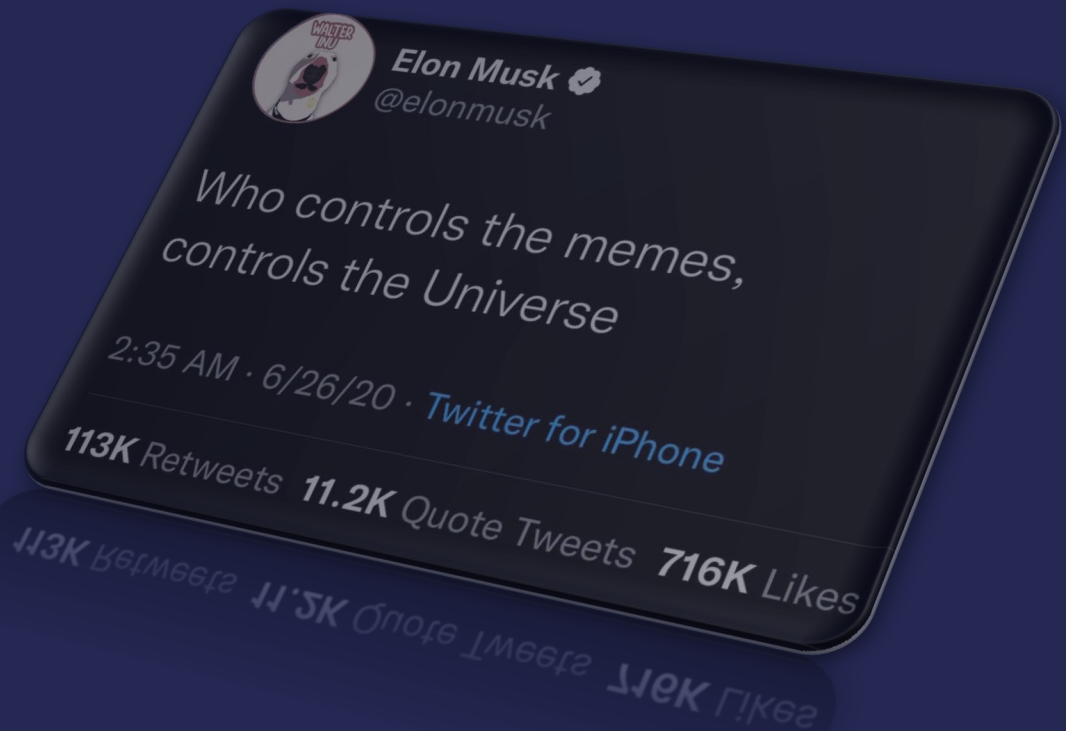 WALTER
INU
Elon Musk
@elonmusk
Who controls the memes,
controls the Universe
2:35 AM · 6/26/20 · Twitter for iPhone
113K Retweets 11.2K Quote Tweets 716K Likes
113K Retweets 11.2K Quote Tweets 716K Likes